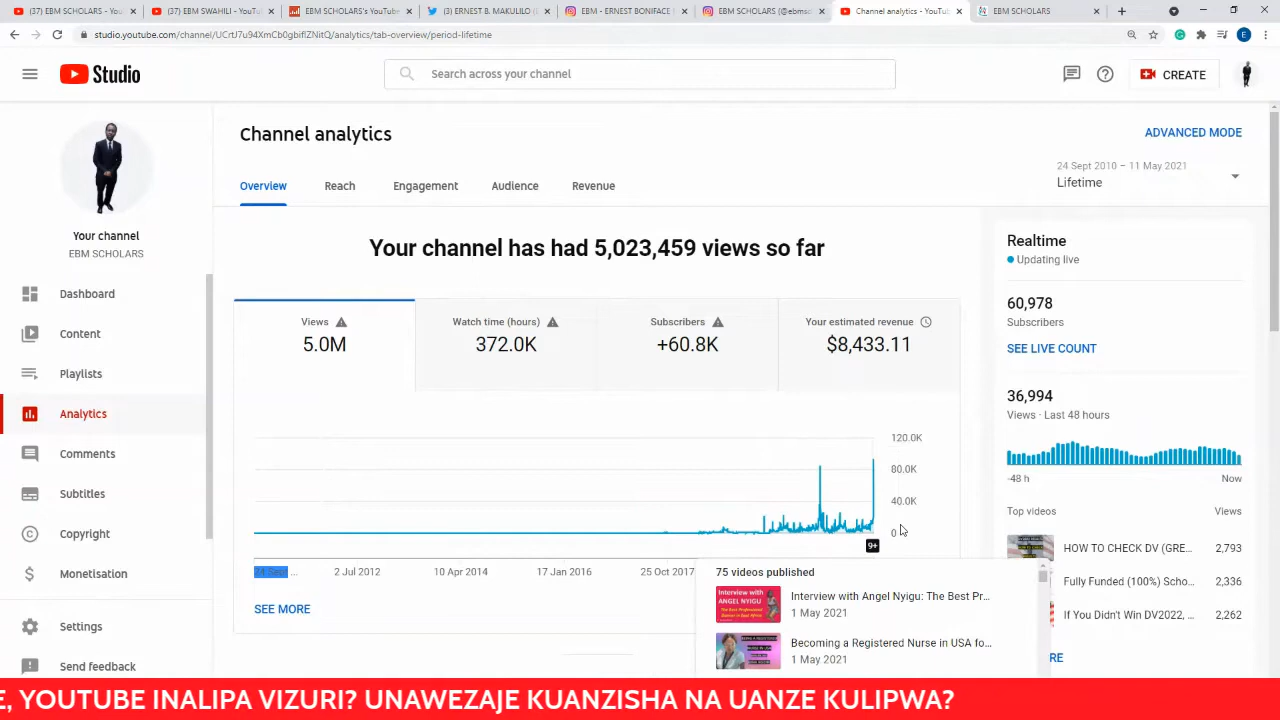 (37) EBM SCHOLARS - YouT
(37) EBM SWAHILI - YouTu
EBM SCHOLARS's YouTube
(37) ERNEST B. MAKULILO (
EBM - ERNEST BONIFACE
EBM SCHOLARS (@ebms
Channel analytics - YouTu
EBM SCHOLARS
studio.youtube.com/channel/UCrtJ7u94XmCb0gbifIZNitQ/analytics/tab-overview/period-lifetime
E
Studio
Search across your channel
CREATE
Your channel
EBM SCHOLARS
Dashboard
Content
Playlists
Analytics
Comments
Subtitles
Copyright
Monetisation
Settings
Send feedback
Channel analytics
ADVANCED MODE
24 Sept 2010 – 11 May 2021
Lifetime
Overview
Reach
Engagement
Audience
Revenue
Your channel has had 5,023,459 views so far
Views
5.0M
Watch time (hours)
372.0K
Subscribers
+60.8K
Your estimated revenue
$8,433.11
120.0K
80.0K
40.0K
0
9+
24 Sept ...
2 Jul 2012
10 Apr 2014
17 Jan 2016
25 Oct 2017
SEE MORE
75 videos published
Interview with Angel Nyigu: The Best Pr...
1 May 2021
Becoming a Registered Nurse in USA fo...
1 May 2021
Realtime
Updating live
60,978
Subscribers
SEE LIVE COUNT
36,994
Views · Last 48 hours
-48 h
Now
Top videos
Views
HOW TO CHECK DV (GRE...
2,793
Fully Funded (100%) Scho...
2,336
If You Didn't Win DV2022, ...
2,262
RE
E, YOUTUBE INALIPA VIZURI? UNAWEZAJE KUANZISHA NA UANZE KULIPWA?